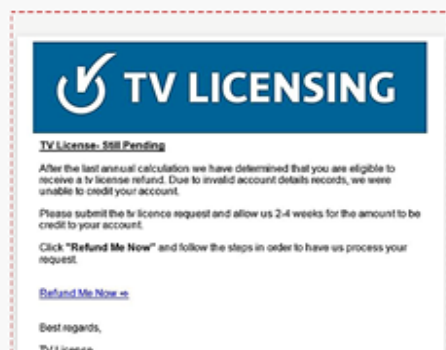 TV LICENSING
TV License- Still Pending
After the last annual calculation we have determined that you are eligible to
receive a tv license refund. Due to invalid account details records, we were
unable to credit your account.
Please submit the tv licence request and allow us 2-4 weeks for the amount to be
credit to your account.
Click "Refund Me Now" and follow the steps in order to have us process your
request.
Refund Me Now ⇒
Best regards,
TV Licence